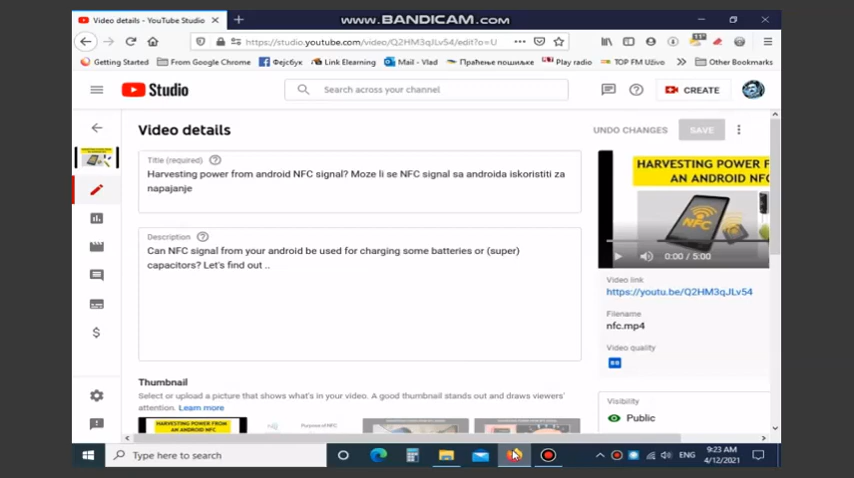 WWW.BANDICAM.COM
Video details - YouTube Studio
https://studio.youtube.com/video/Q2HM3qJLv54/edit?o=U
Getting Started
From Google Chrome
Фејсбук
Link Elearning
Mail - Vlad
Праћење пошиљке
Play radio
TOP FM Uživo
Other Bookmarks
Studio
Search across your channel
CREATE
Video details
UNDO CHANGES
SAVE
Title (required)
Harvesting power from android NFC signal? Moze li se NFC signal sa androida iskoristiti za
napajanje
Description
Can NFC signal from your android be used for charging some batteries or (super)
capacitors? Let's find out ..
HARVESTING POWER F
AN ANDROID NFC
NFC
0:00 / 5:00
Video link
https://youtu.be/Q2HM3qJLv54
Filename
nfc.mp4
Video quality
Visibility
Public
Thumbnail
Select or upload a picture that shows what's in your video. A good thumbnail stands out and draws viewers'
attention. Learn more
HARVESTING POWER FROM
AN ANDROID NFC
Purpose of NFC
Type here to search
ENG
9:23 AM
4/12/2021